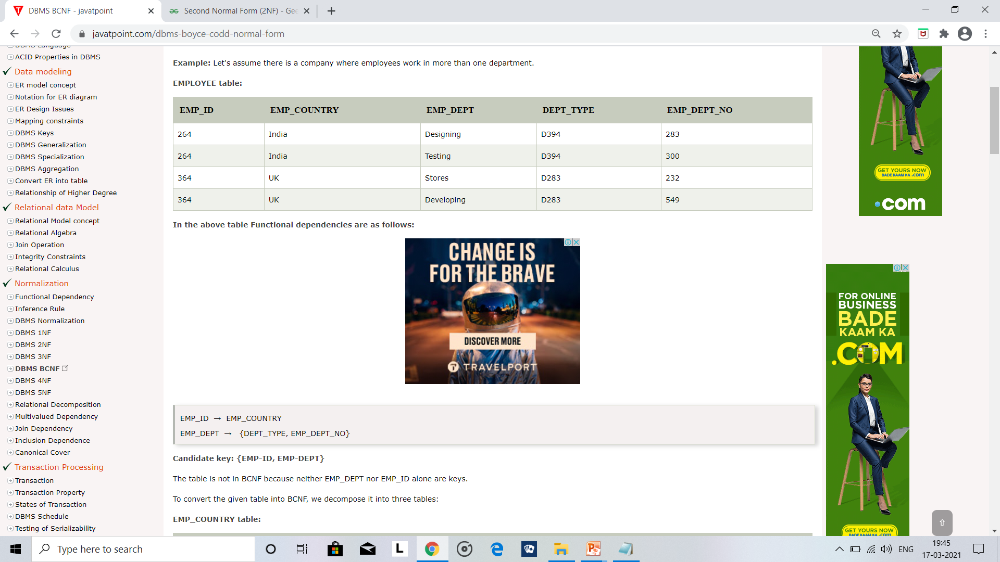 DBMS BCNF - javatpoint
Second Normal Form (2NF) - Gee
javatpoint.com/dbms-boyce-codd-normal-form
DBMS Language
ACID Properties in DBMS
Data modeling
ER model concept
Notation for ER diagram
ER Design Issues
Mapping constraints
DBMS Keys
DBMS Generalization
DBMS Specialization
DBMS Aggregation
Convert ER into table
Relationship of Higher Degree
Relational data Model
Relational Model concept
Relational Algebra
Join Operation
Integrity Constraints
Relational Calculus
Normalization
Functional Dependency
Inference Rule
DBMS Normalization
DBMS 1NF
DBMS 2NF
DBMS 3NF
DBMS BCNF
DBMS 4NF
DBMS 5NF
Relational Decomposition
Multivalued Dependency
Join Dependency
Inclusion Dependence
Canonical Cover
Transaction Processing
Transaction
Transaction Property
States of Transaction
DBMS Schedule
Testing of Serializability
Example: Let's assume there is a company where employees work in more than one department.
EMPLOYEE table:
EMP_ID EMP_COUNTRY EMP_DEPT DEPT_TYPE EMP_DEPT_NO
264 India Designing D394 283
264 India Testing D394 300
364 UK Stores D283 232
364 UK Developing D283 549
In the above table Functional dependencies are as follows:
CHANGE IS
FOR THE BRAVE
DISCOVER MORE
TRAVELPORT
EMP_ID → EMP_COUNTRY
EMP_DEPT → {DEPT_TYPE, EMP_DEPT_NO}
Candidate key: {EMP-ID, EMP-DEPT}
The table is not in BCNF because neither EMP_DEPT nor EMP_ID alone are keys.
To convert the given table into BCNF, we decompose it into three tables:
EMP_COUNTRY table:
GET YOURS NOW
BADE KAAM KA .COM
.com
FOR ONLINE
BUSINESS
BADE
KAAM KA
.COM
GET YOURS NOW
BADE KAAM KA .COM
Type here to search
L
ENG
19:45
17-03-2021